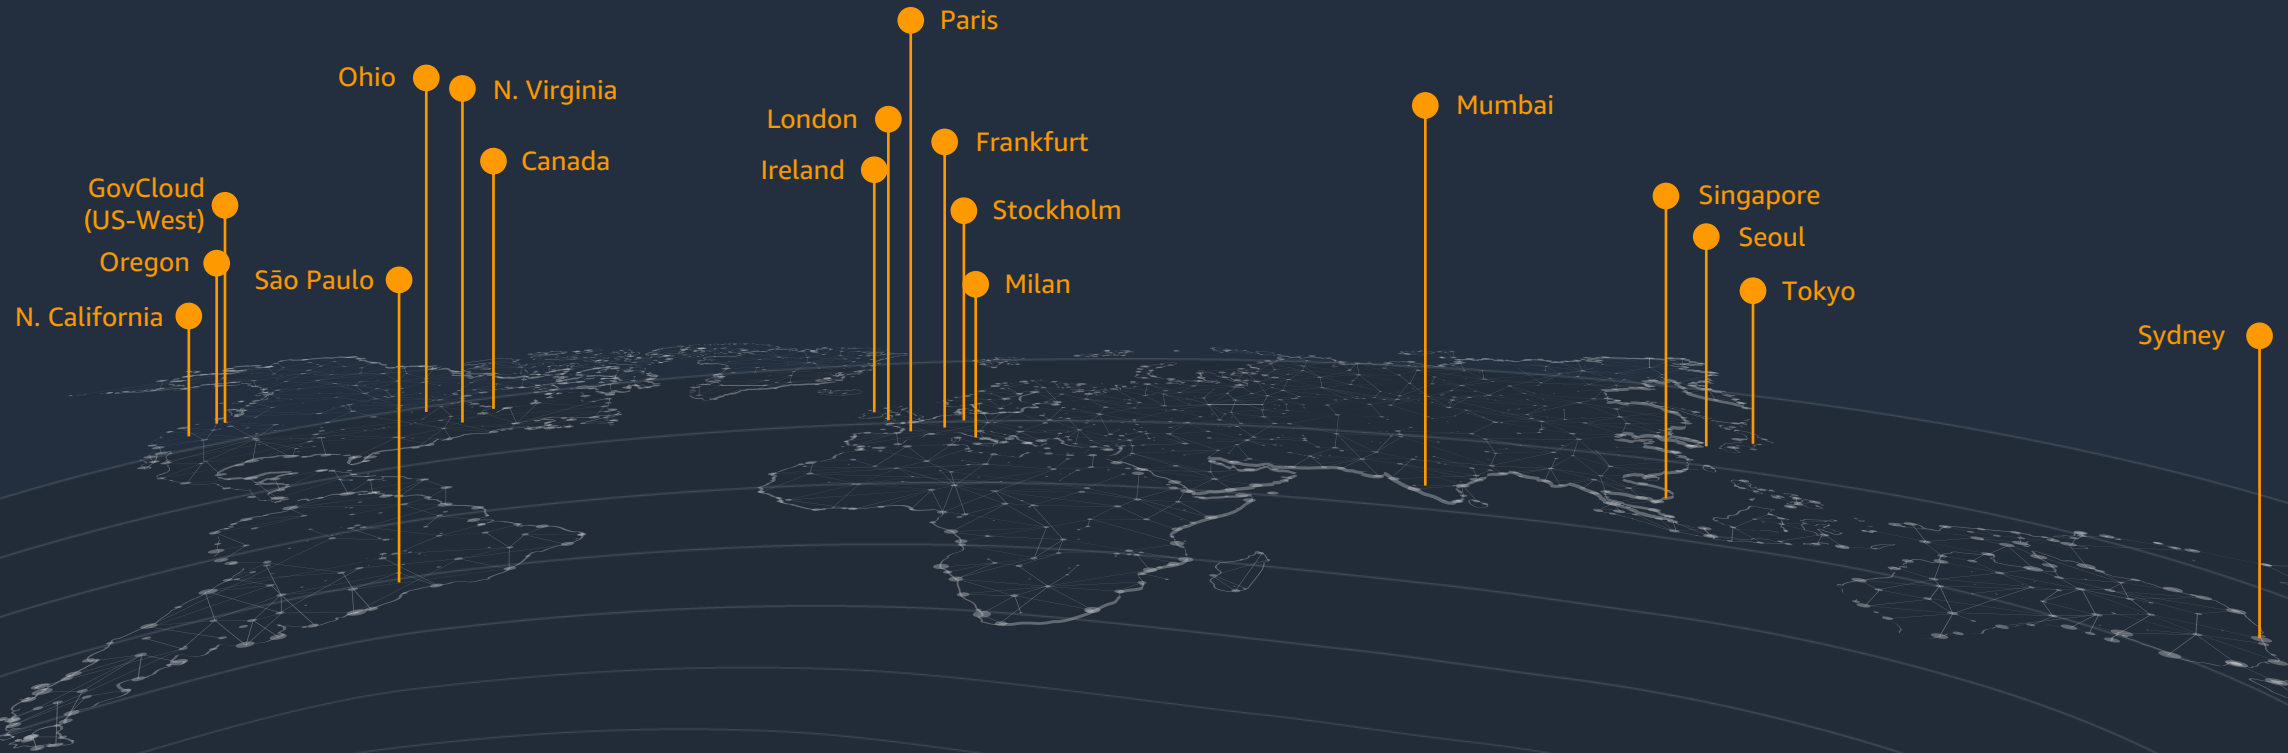 Paris
Ohio
N. Virginia
Mumbai
London
Frankfurt
Canada
Ireland
GovCloud
(US-West)
Singapore
Stockholm
Seoul
Oregon
São Paulo
Milan
Tokyo
N. California
Sydney